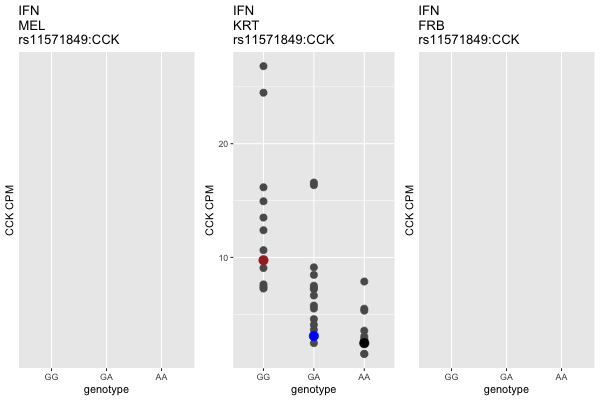 IFN
MEL
rs11571849:CCK
CCK CPM
GG GA AA
genotype
IFN
KRT
rs11571849:CCK
CCK CPM
20
10
GG GA AA
genotype
IFN
FRB
rs11571849:CCK
CCK CPM
GG GA AA
genotype